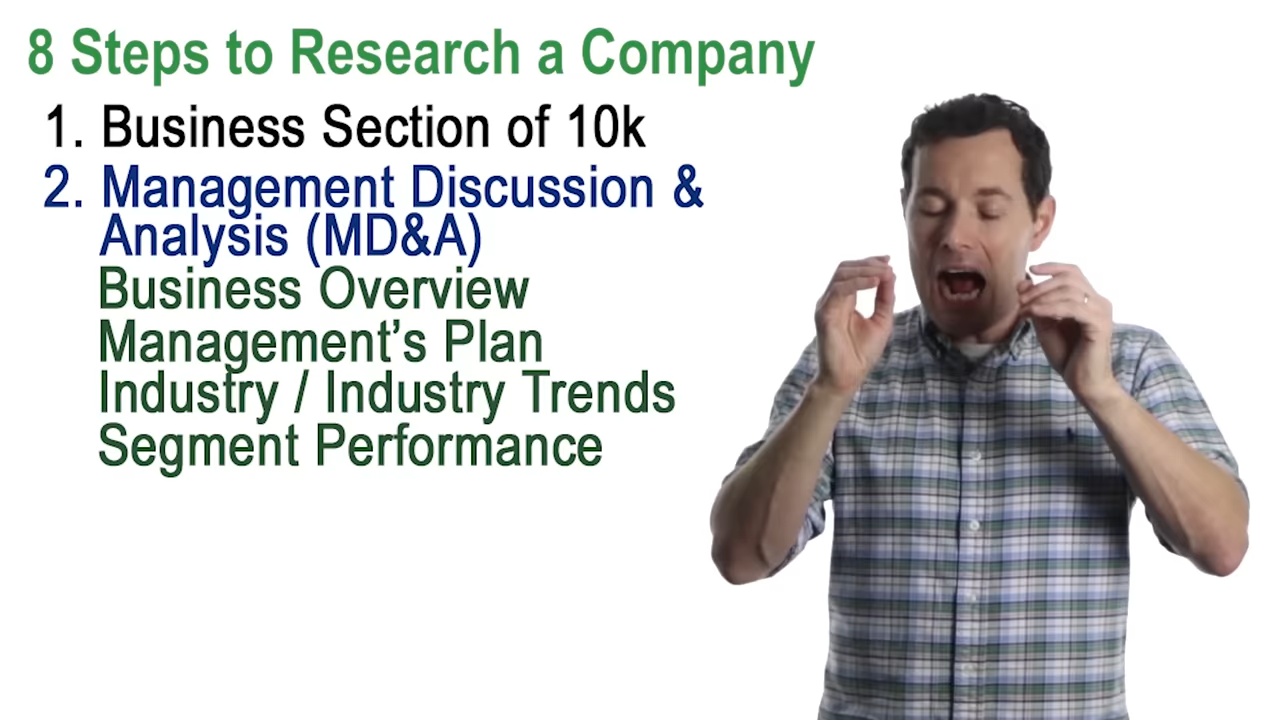 8 Steps to Research a Company
1. Business Section of 10k
2. Management Discussion &
Analysis (MD&A)
Business Overview
Management’s Plan
Industry / Industry Trends
Segment Performance